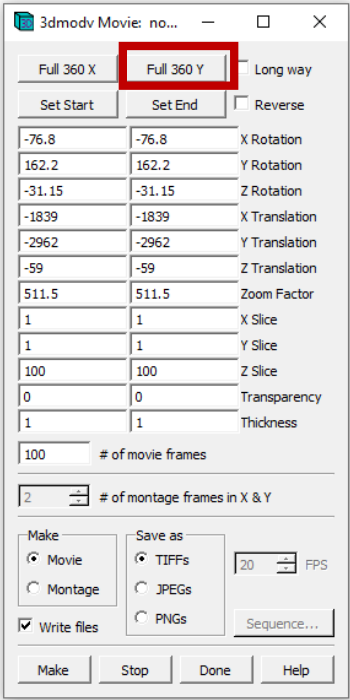 3dmodv Movie: no...
Full 360 X Full 360 Y Long way
Set Start Set End Reverse
-76.8 -76.8 X Rotation
162.2 162.2 Y Rotation
-31.15 -31.15 Z Rotation
-1839 -1839 X Translation
-2962 -2962 Y Translation
-59 -59 Z Translation
511.5 511.5 Zoom Factor
1 1 X Slice
1 1 Y Slice
100 100 Z Slice
0 0 Transparency
1 1 Thickness
100 # of movie frames
2 # of montage frames in X & Y
Make Save as
Movie TIFFs 20 FPS
Montage JPEGs
Write files PNGs Sequence...
Make Stop Done Help